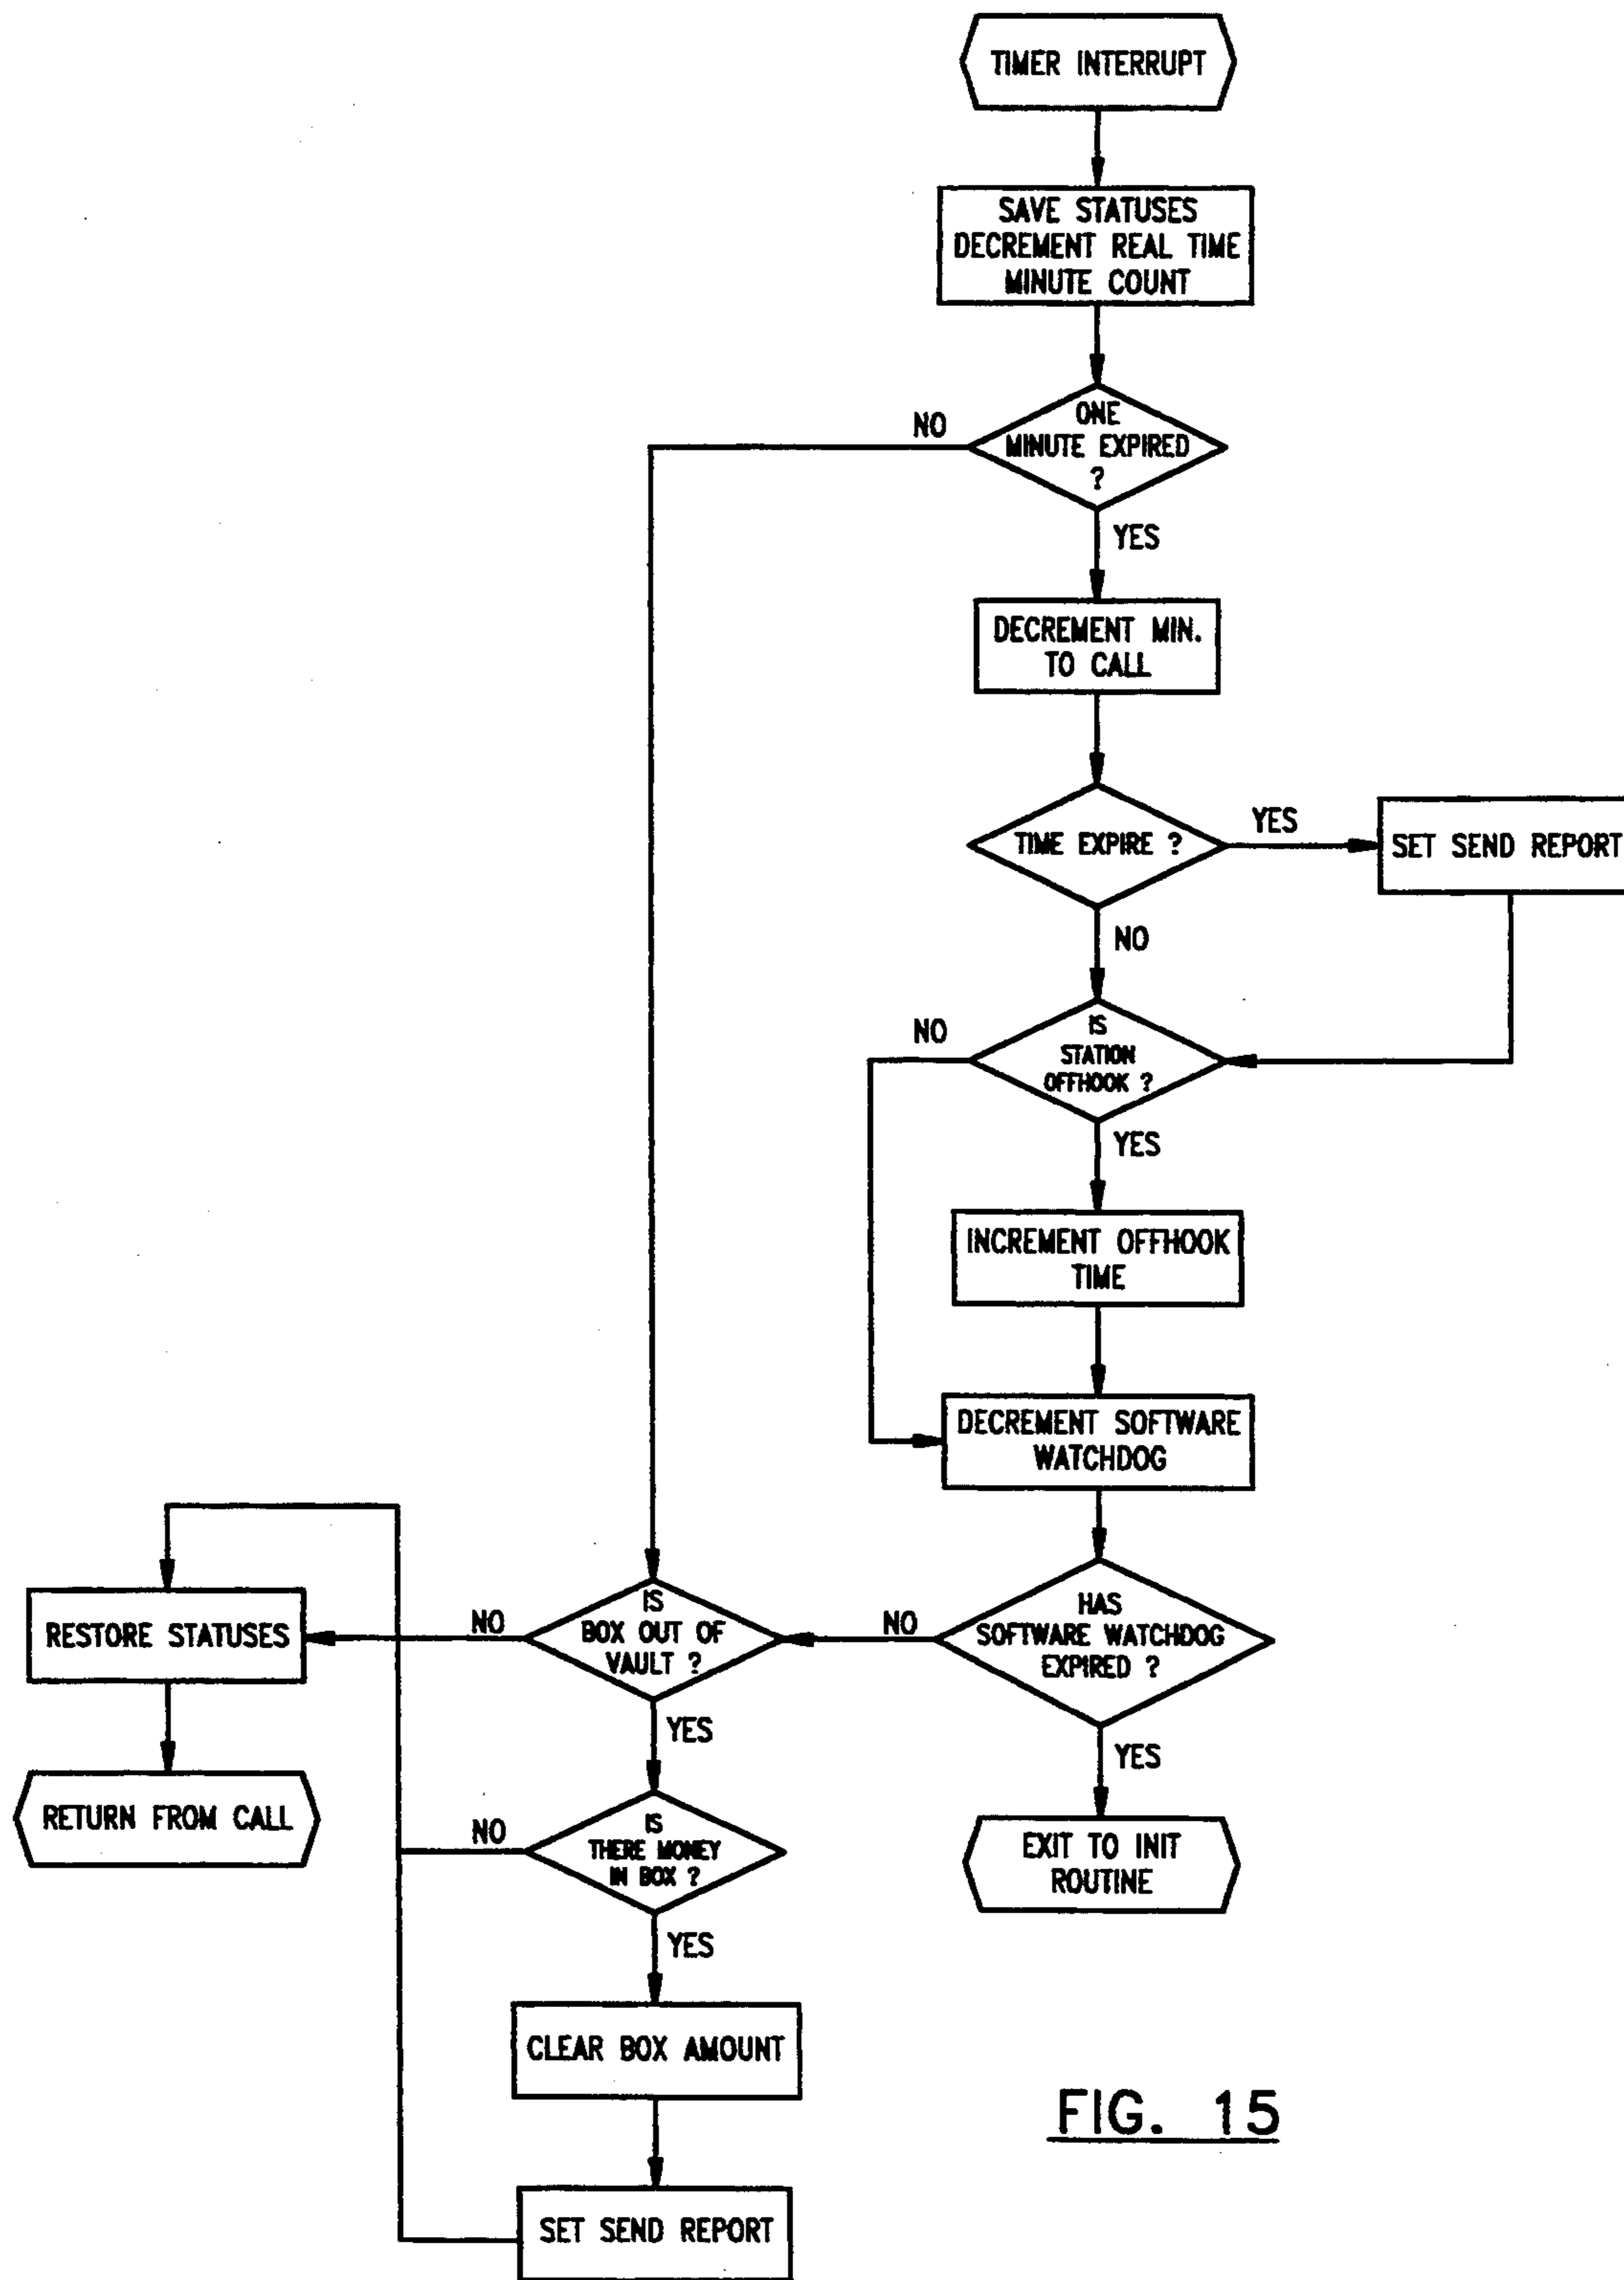 TIMER INTERRUPT
SAVE STATUSES
DECREMENT REAL TIME
MINUTE COUNT
ONE
MINUTE EXPIRED
?
NO
YES
DECREMENT MIN.
TO CALL
TIME EXPIRE ?
YES
SET SEND REPORT
NO
IS
STATION
OFFHOOK ?
NO
YES
INCREMENT OFFHOOK
TIME
DECREMENT SOFTWARE
WATCHDOG
HAS
SOFTWARE WATCHDOG
EXPIRED ?
NO
YES
EXIT TO INIT
ROUTINE
IS
BOX OUT OF
VAULT ?
NO
RESTORE STATUSES
RETURN FROM CALL
YES
IS
THERE MONEY
IN BOX ?
NO
YES
CLEAR BOX AMOUNT
SET SEND REPORT
FIG. 15